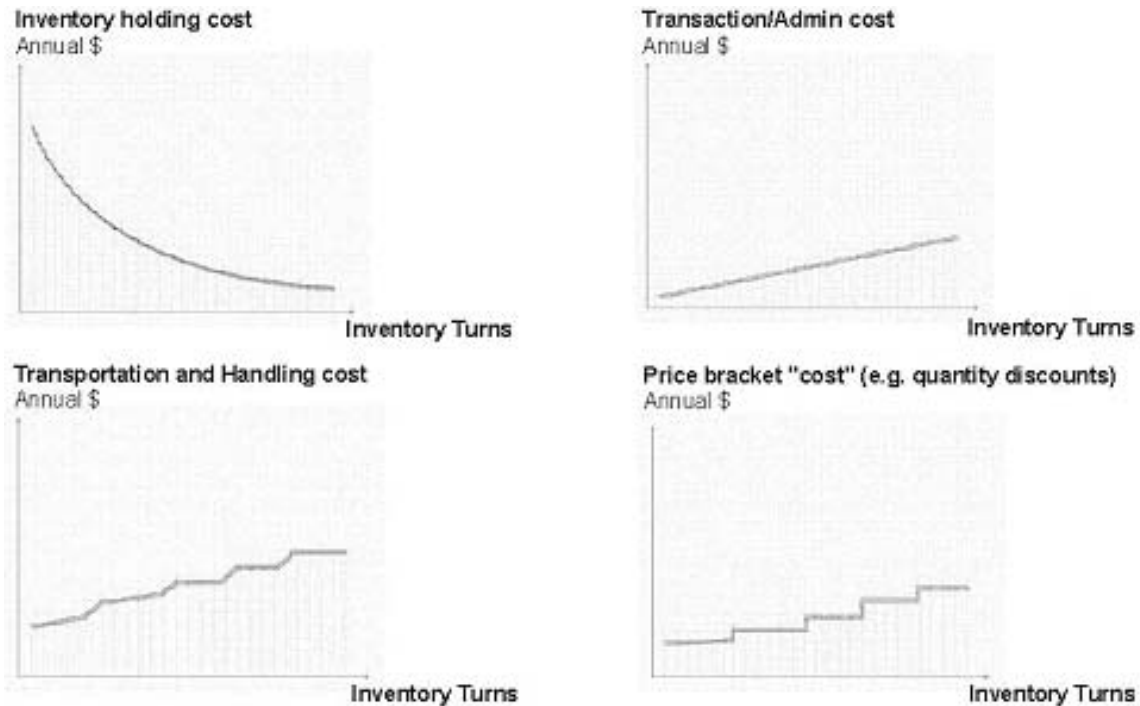 Inventory holding cost
Annual $
Inventory Turns
Transaction/Admin cost
Annual $
Inventory Turns
Transportation and Handling cost
Annual $
Inventory Turns
Price bracket "cost" (e.g. quantity discounts)
Annual $
Inventory Turns